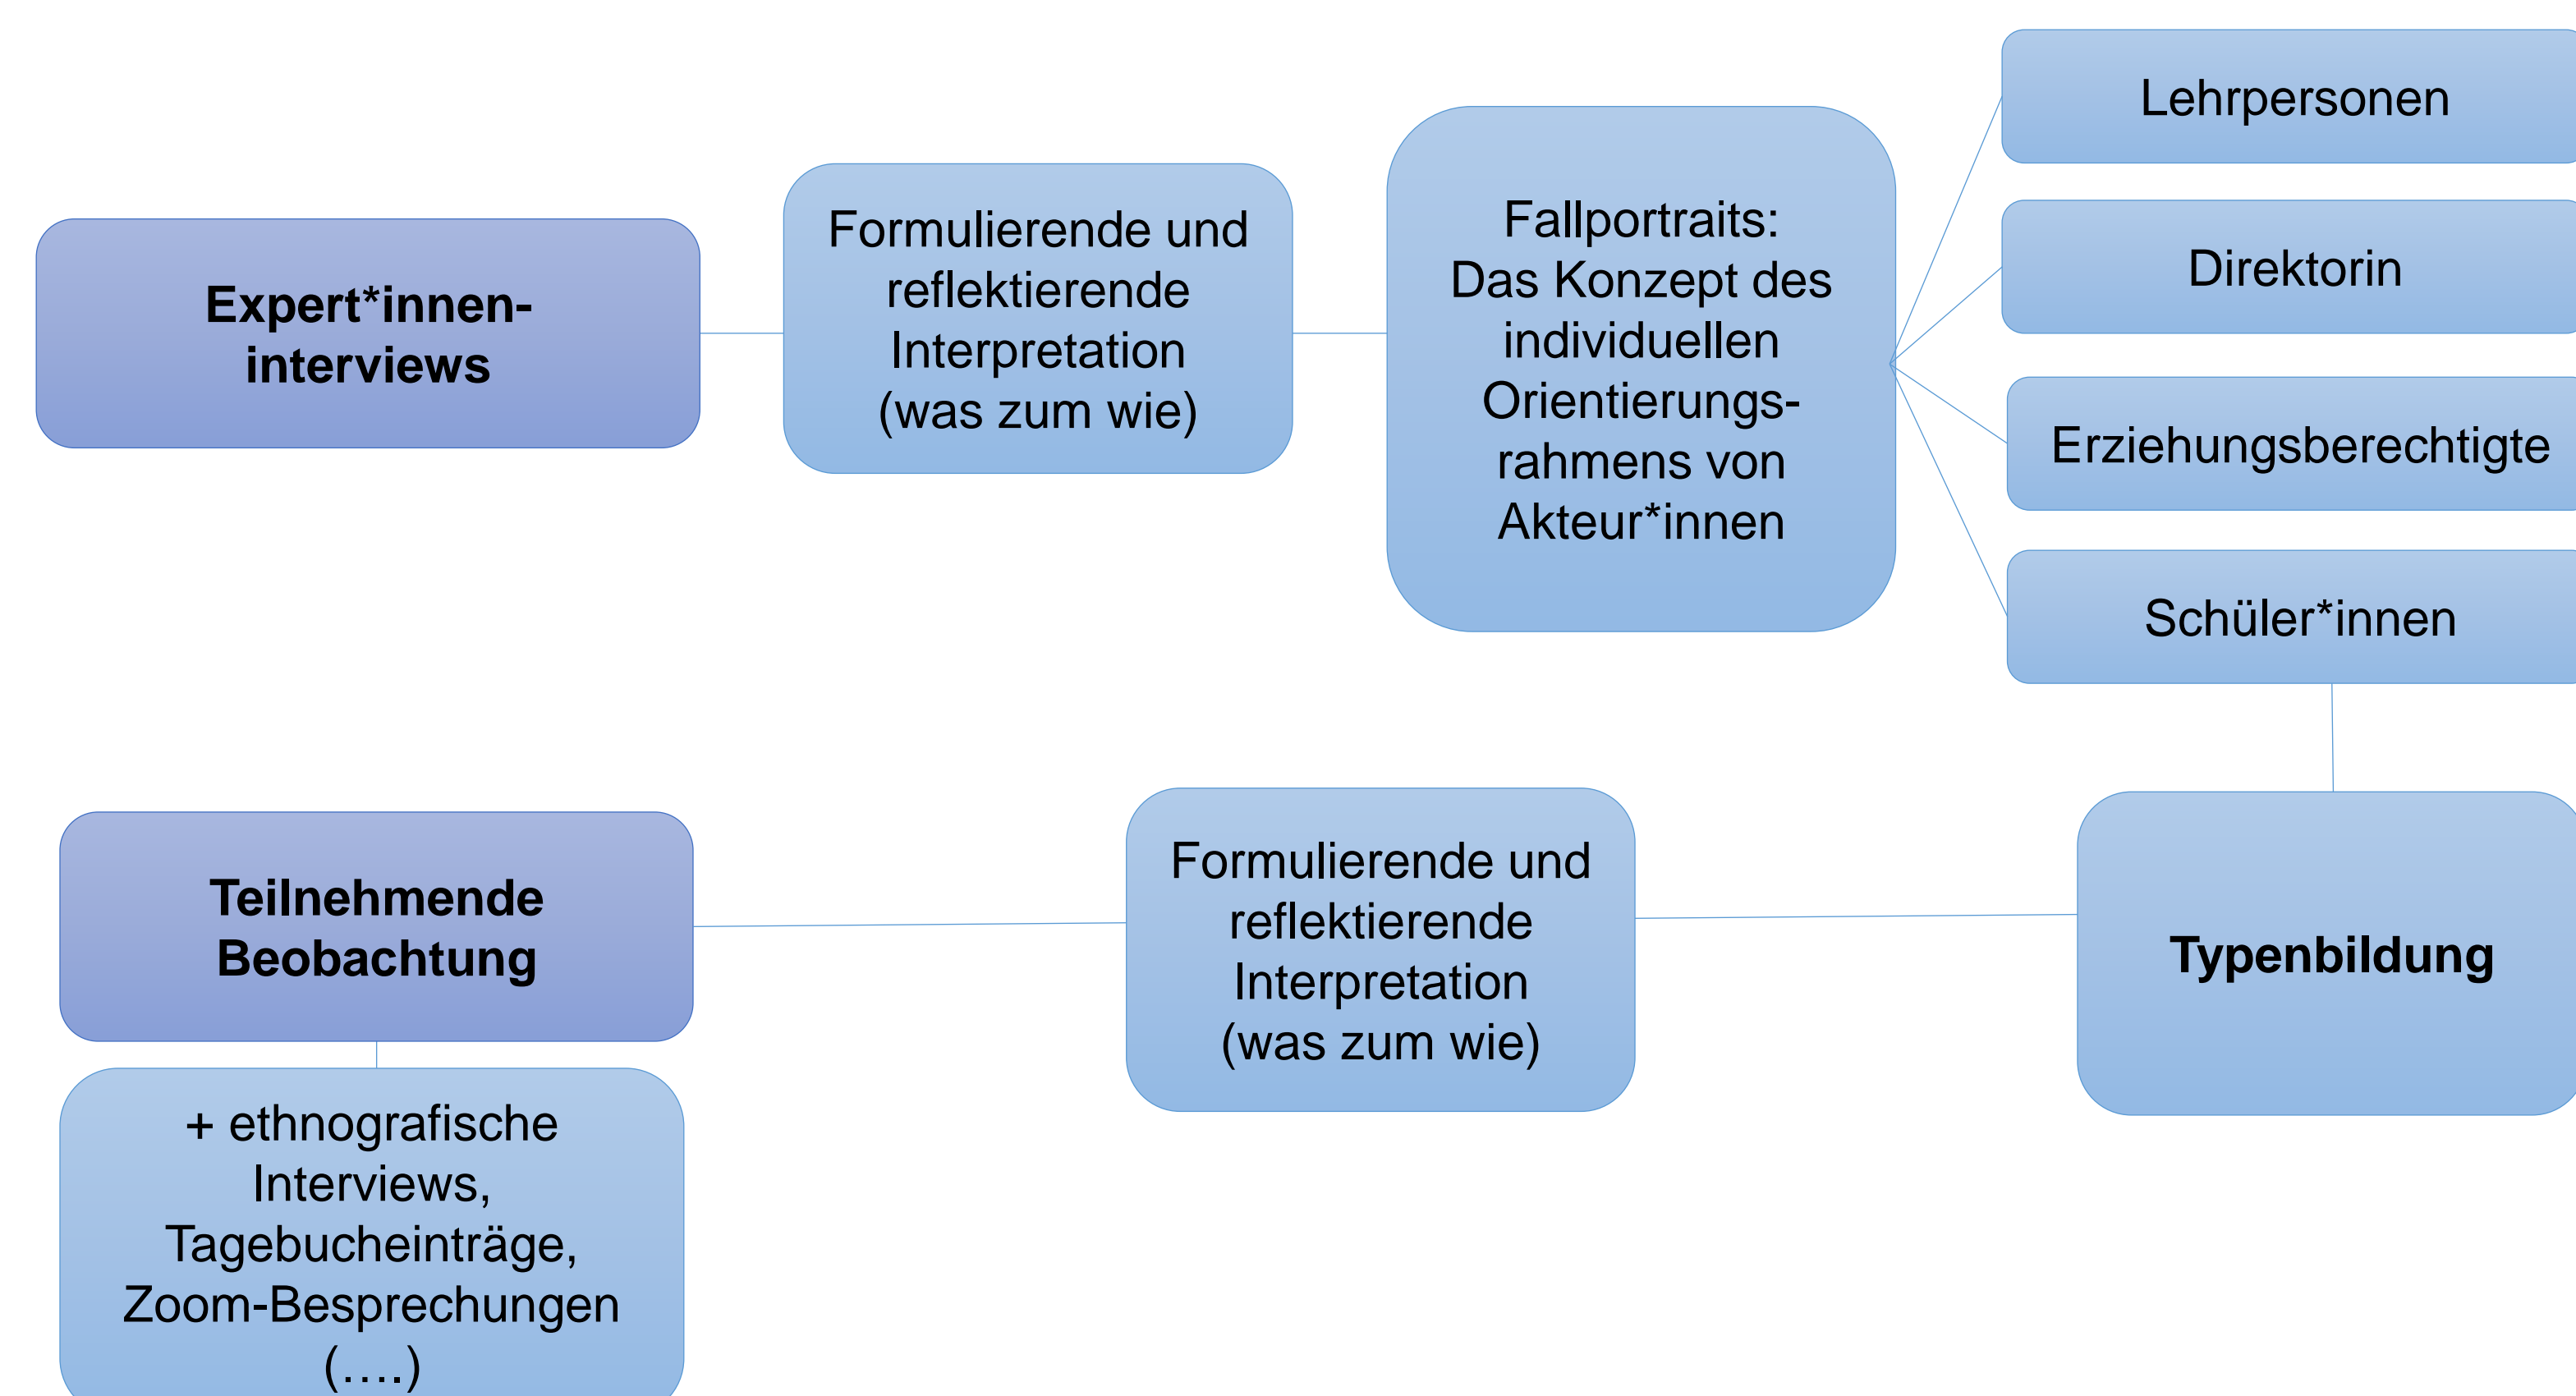 Expert*innen-
interviews
Formulierende und
reflektierende
Interpretation
(was zum wie)
Fallportraits:
Das Konzept des
individuellen
Orientierungs-
rahmens von
Akteur*innen
Lehrpersonen
Direktorin
Erziehungsberechtigte
Schüler*innen
Teilnehmende
Beobachtung
+ ethnografische
Interviews,
Tagebucheinträge,
Zoom-Besprechungen
(….)
Formulierende und
reflektierende
Interpretation
(was zum wie)
Typenbildung